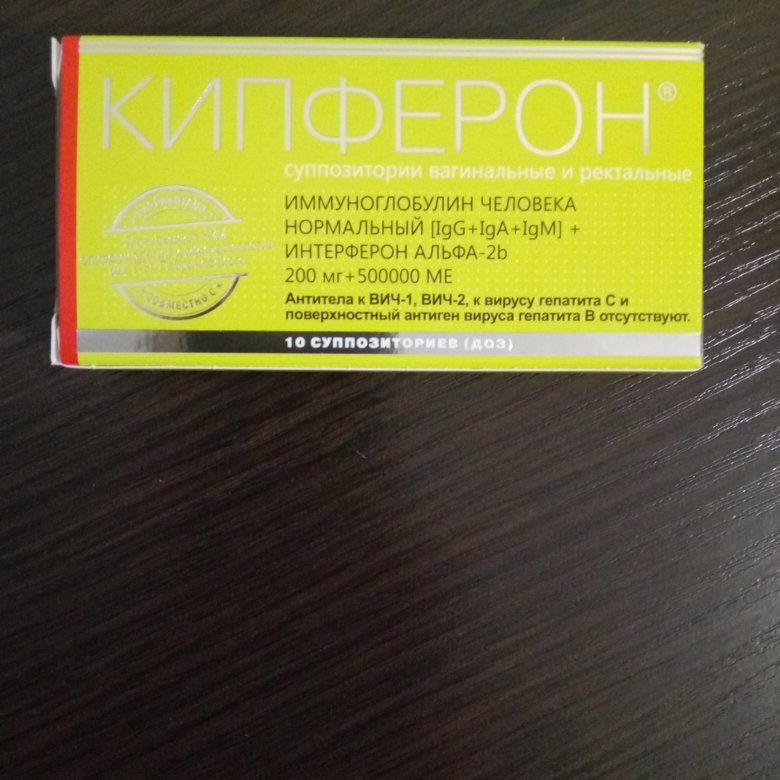 КИПФЕРОН®
суппозитории вагинальные и ректальные
ИММУНОГЛОБУЛИН ЧЕЛОВЕКА
НОРМАЛЬНЫЙ [IgG+IgA+IgM] +
ИНТЕРФЕРОН АЛЬФА-2b
200 мг+500000 МЕ
Антитела к ВИЧ-1, ВИЧ-2, к вирусу гепатита С и
поверхностный антиген вируса гепатита В отсутствуют.
10 СУППОЗИТОРИЕВ (ДОЗ)
СОВМЕСТНО С